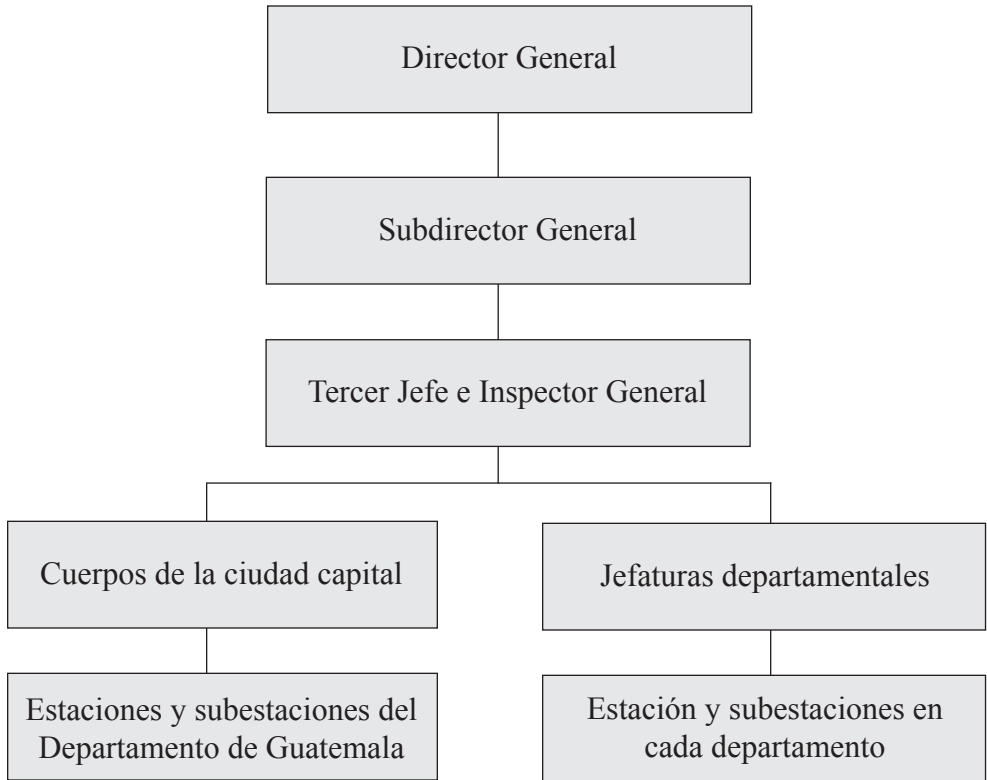 Director General
Subdirector General
Tercer Jefe e Inspector General
Cuerpos de la ciudad capital
Jefaturas departamentales
Estaciones y subestaciones del
Departamento de Guatemala
Estación y subestaciones en
cada departamento